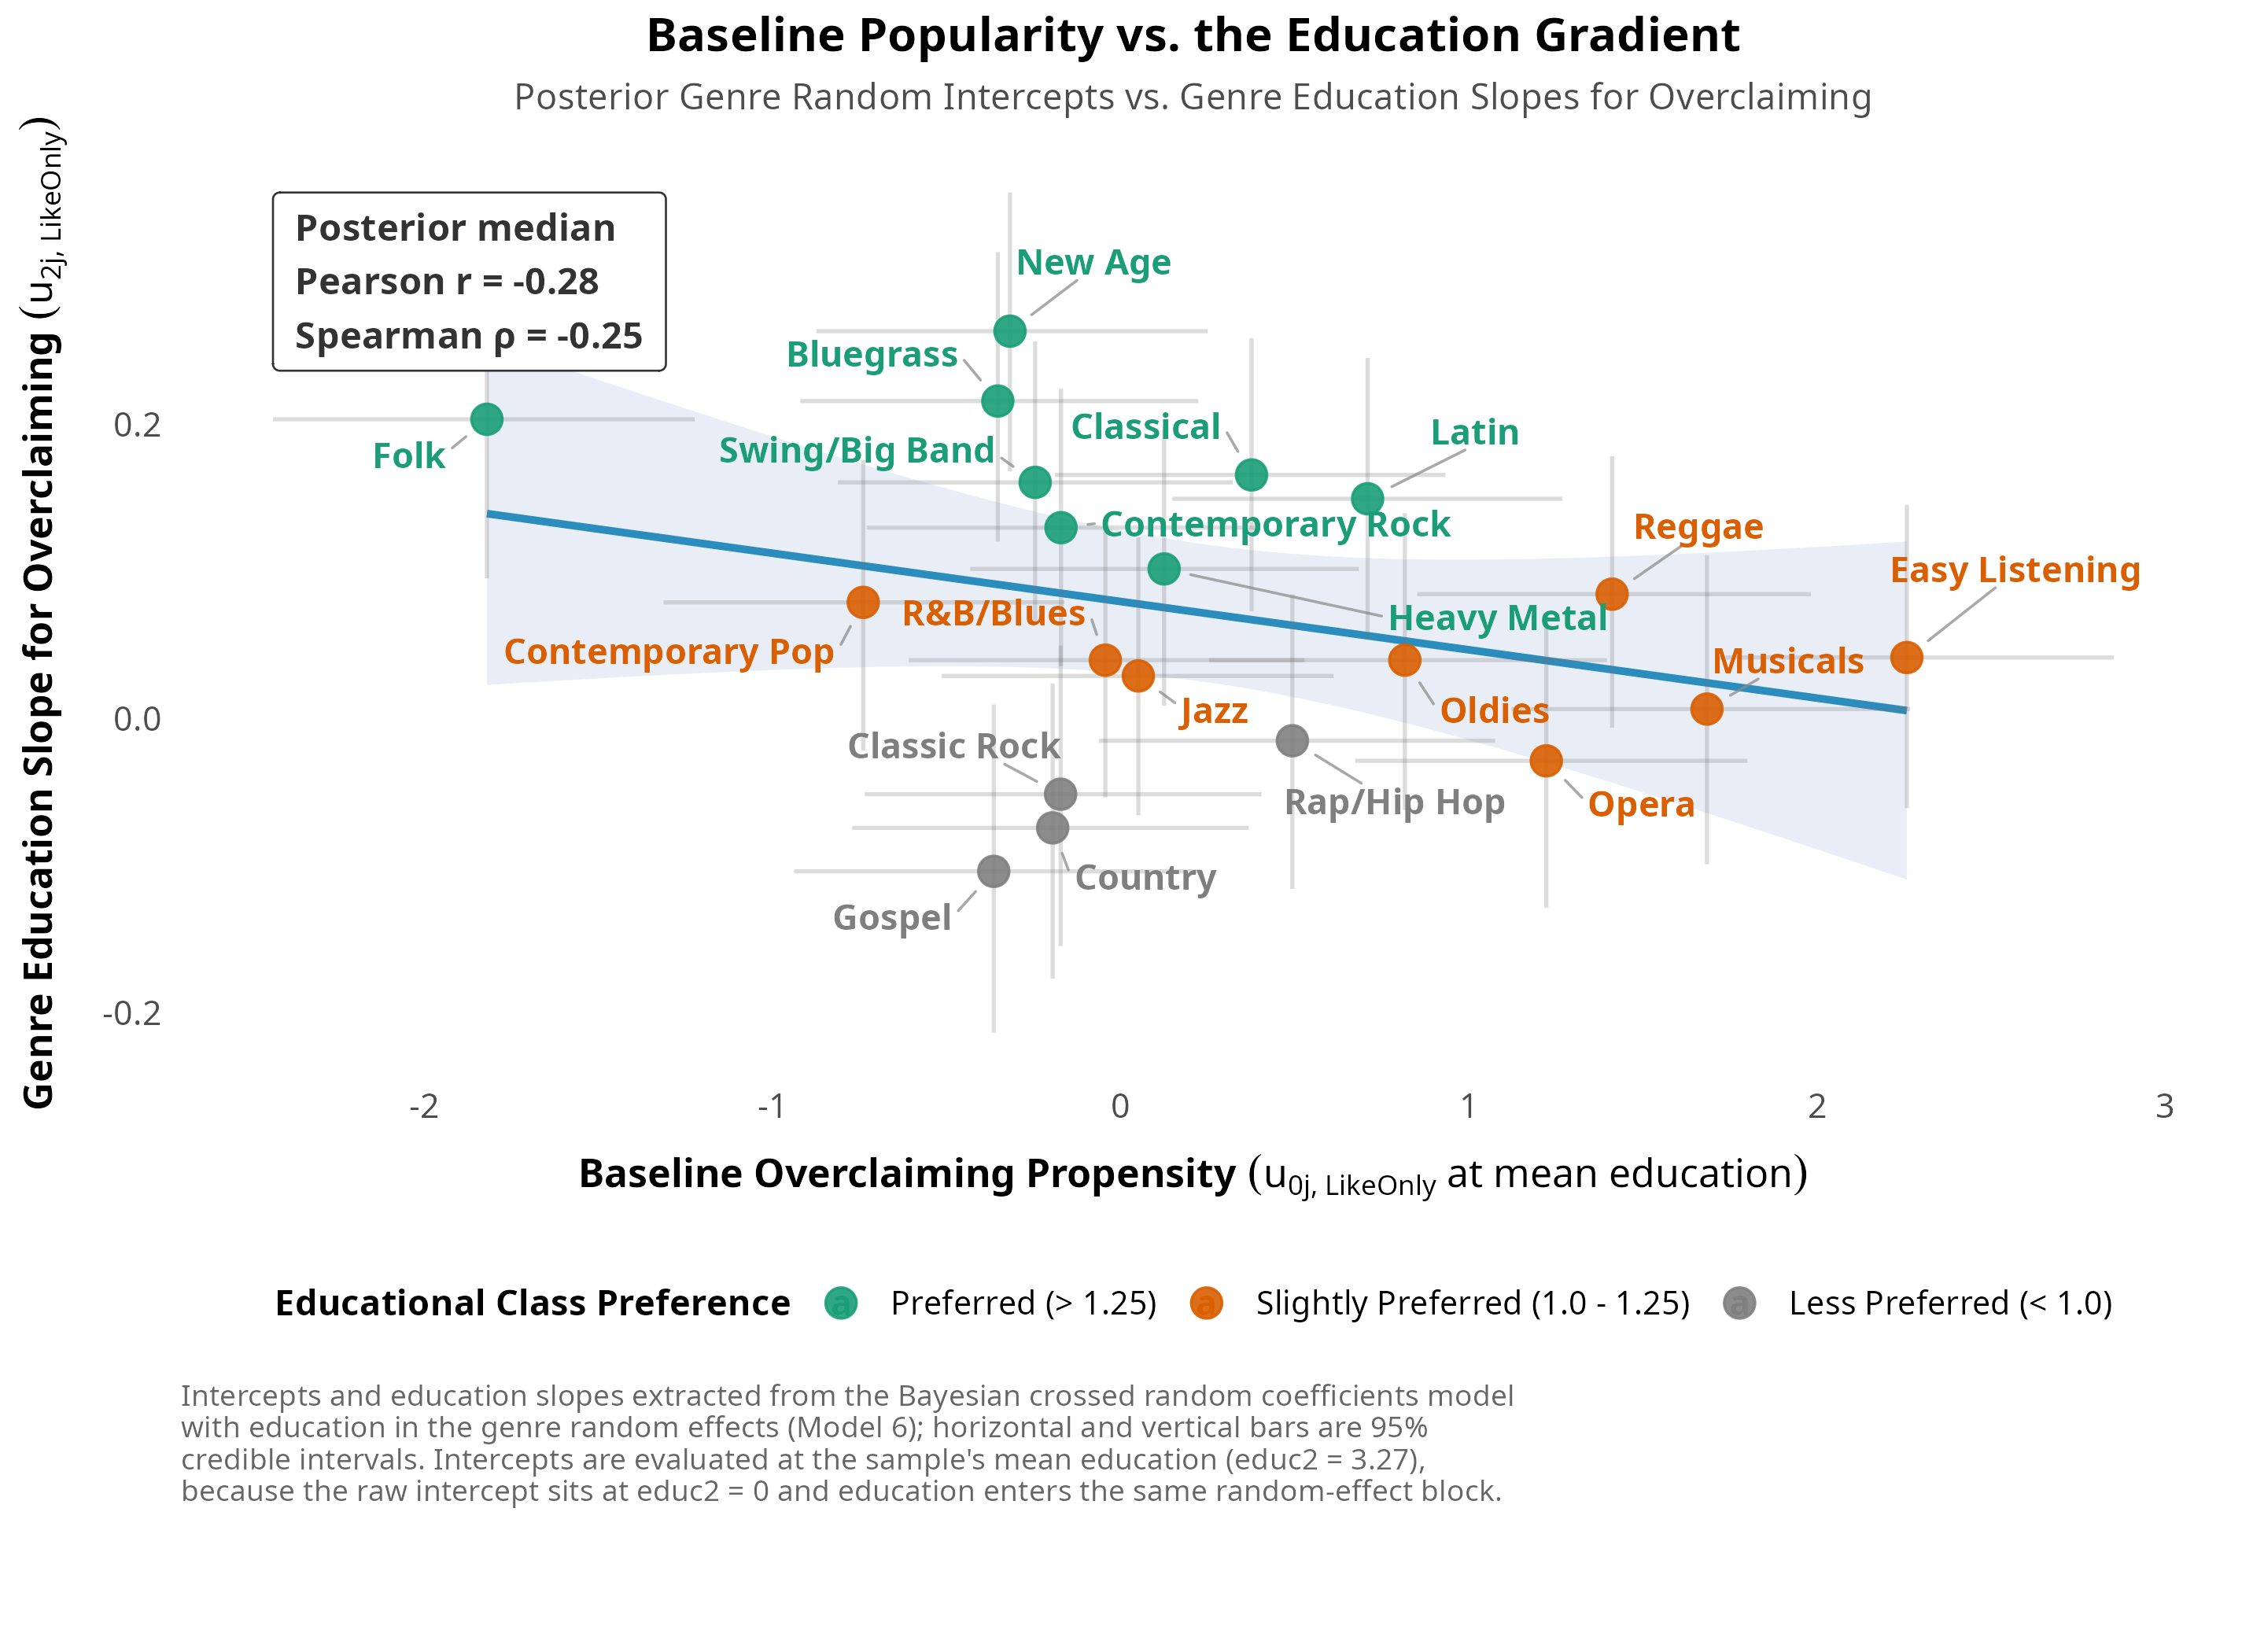 Baseline Popularity vs. the Education Gradient
Posterior Genre Random Intercepts vs. Genre Education Slopes for Overclaiming
Genre Education Slope for Overclaiming (u2j, LikeOnly)
Posterior median
Pearson r = -0.28
Spearman ρ = -0.25
New Age
Bluegrass
Folk
Swing/Big Band
Classical
Latin
Contemporary Rock
Reggae
Easy Listening
Heavy Metal
R&B/Blues
Contemporary Pop
Musicals
Jazz
Oldies
Classic Rock
Rap/Hip Hop
Opera
Country
Gospel
0.2
0.0
-0.2
-2
-1
0
1
2
3
Baseline Overclaiming Propensity (u0j, LikeOnly at mean education)
Educational Class Preference a Preferred (> 1.25) a Slightly Preferred (1.0 - 1.25) a Less Preferred (< 1.0)
Intercepts and education slopes extracted from the Bayesian crossed random coefficients model
with education in the genre random effects (Model 6); horizontal and vertical bars are 95%
credible intervals. Intercepts are evaluated at the sample's mean education (educ2 = 3.27),
because the raw intercept sits at educ2 = 0 and education enters the same random-effect block.